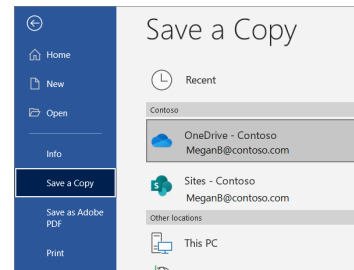 Save a Copy
Home
New
Open
Info
Save a Copy
Save as Adobe
PDF
Print
Recent
Contoso
OneDrive - Contoso
MeganB@contoso.com
Sites - Contoso
MeganB@contoso.com
Other locations
This PC